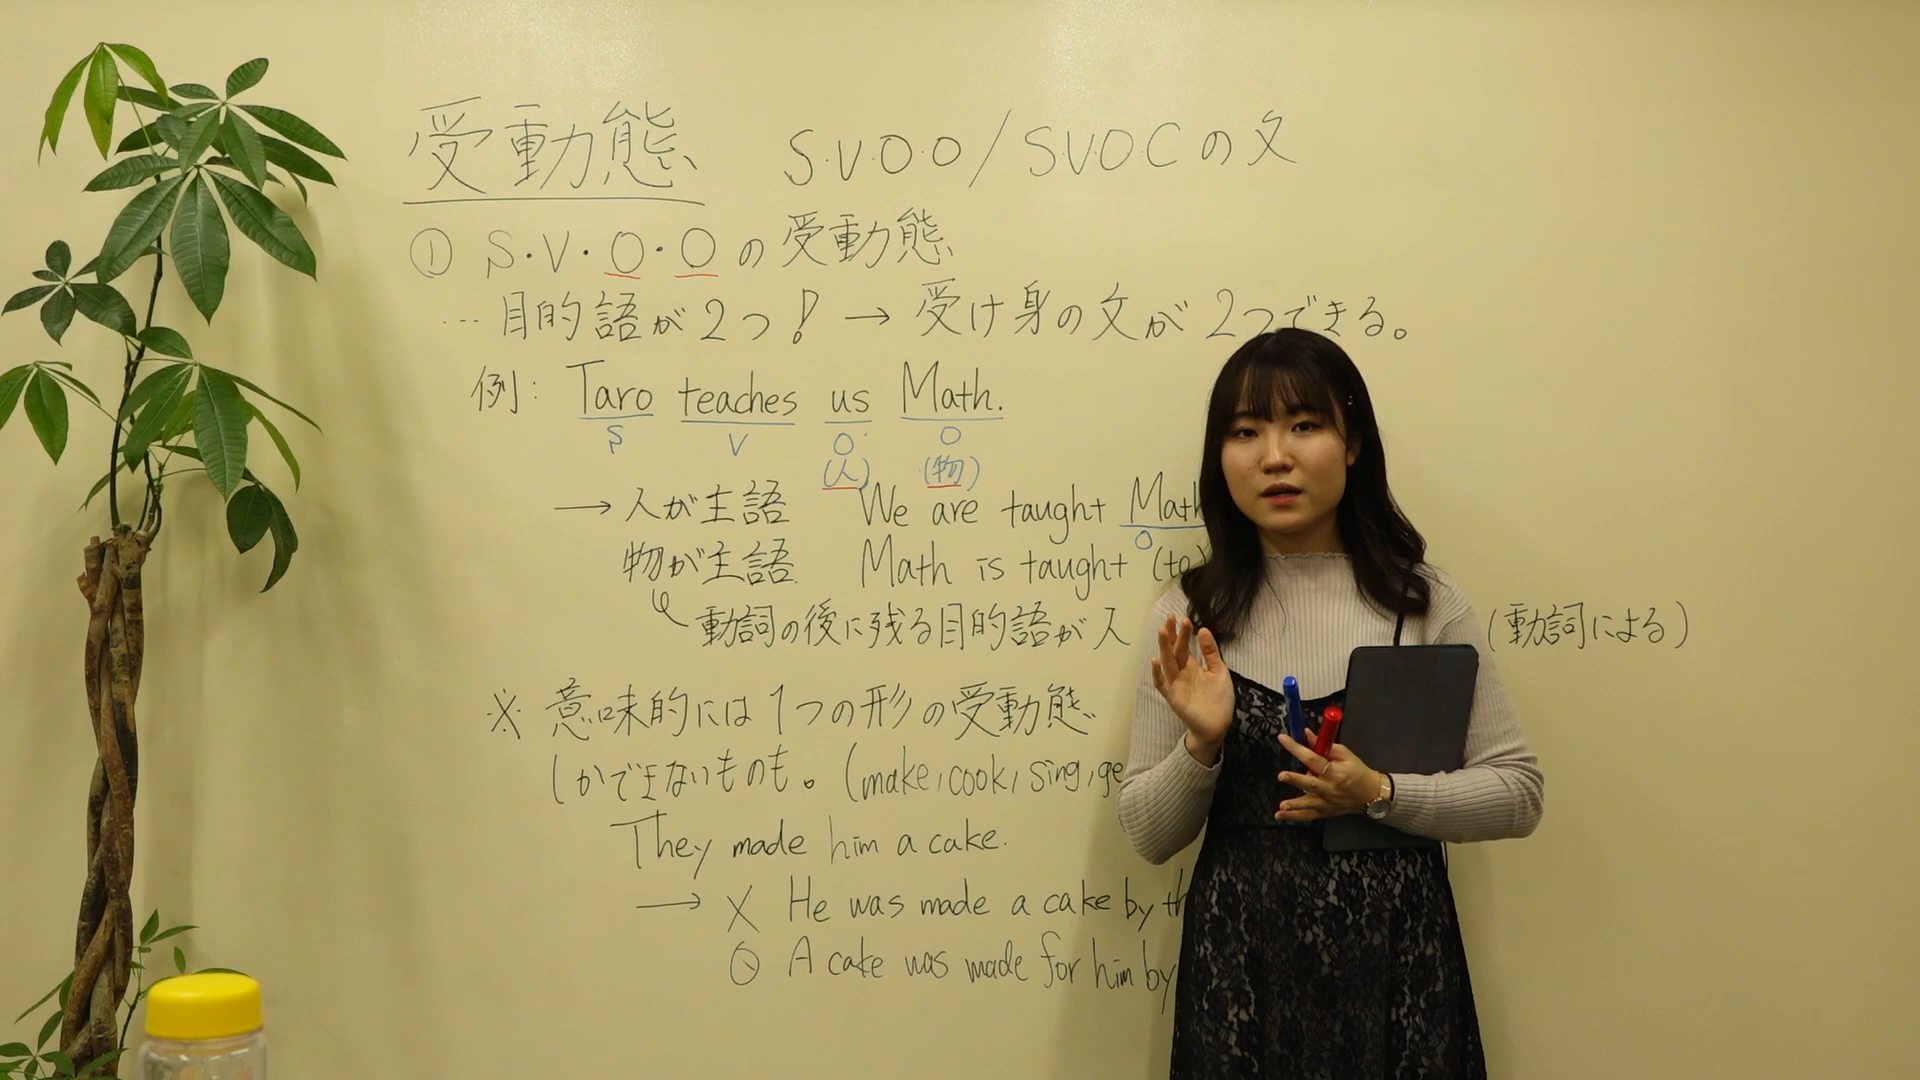 受動態 S.V.O.O/S.V.O.Cの文
① S・V・O・Oの受動態
… 目的語が2つ! → 受け身の文が2つできる。
例: Taro teaches us Math.
S V O O
(人) (物)
→ 人が主語 We are taught Math
O
物が主語 Math is taught (to)
動詞の後に残る目的語が人 (動詞による)
※ 意味的には1つの形の受動態
しかできないものも。(make, cook, sing,
They made him a cake.
→ × He was made a cake by
○ A cake was made for him by